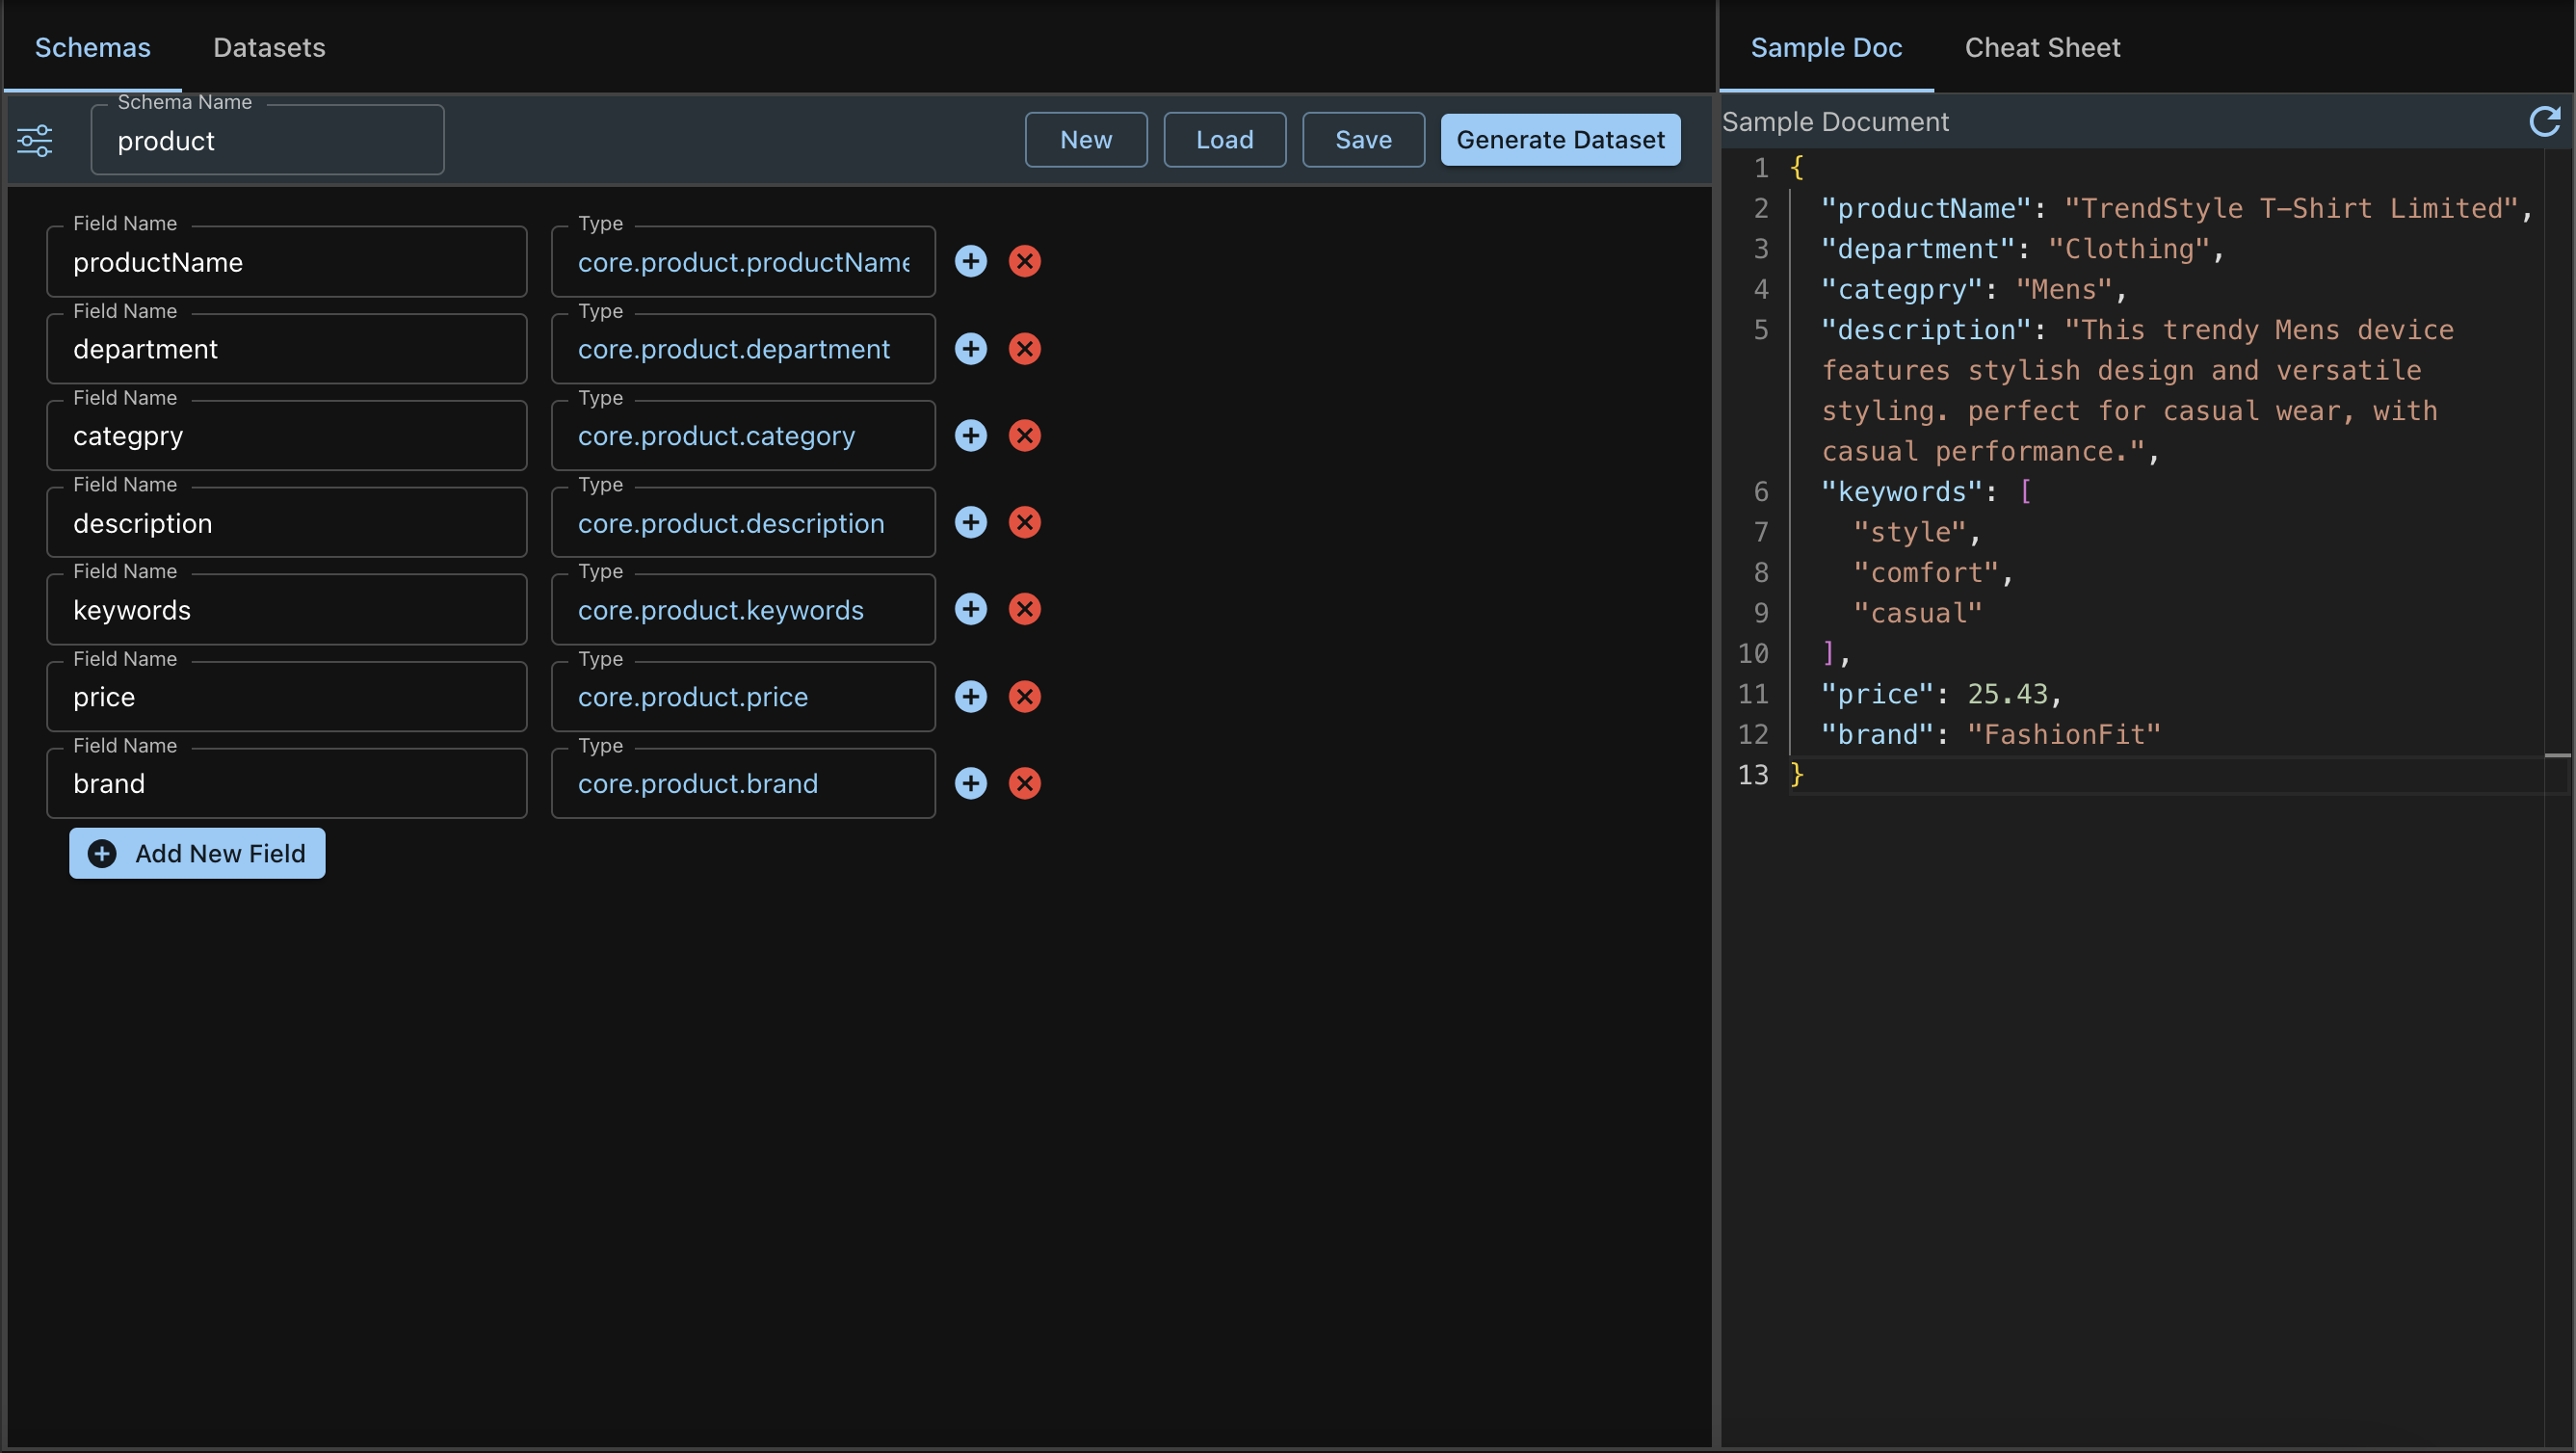 Schemas Datasets
Schema Name
product
New Load Save Generate Dataset
Field Name Type
productName core.product.productName
Field Name Type
department core.product.department
Field Name Type
categpry core.product.category
Field Name Type
description core.product.description
Field Name Type
keywords core.product.keywords
Field Name Type
price core.product.price
Field Name Type
brand core.product.brand
Add New Field
Sample Doc Cheat Sheet
Sample Document
1 {
2 "productName": "TrendStyle T-Shirt Limited",
3 "department": "Clothing",
4 "categpry": "Mens",
5 "description": "This trendy Mens device
features stylish design and versatile
styling. perfect for casual wear, with
casual performance.",
6 "keywords": [
7 "style",
8 "comfort",
9 "casual"
10 ],
11 "price": 25.43,
12 "brand": "FashionFit"
13 }